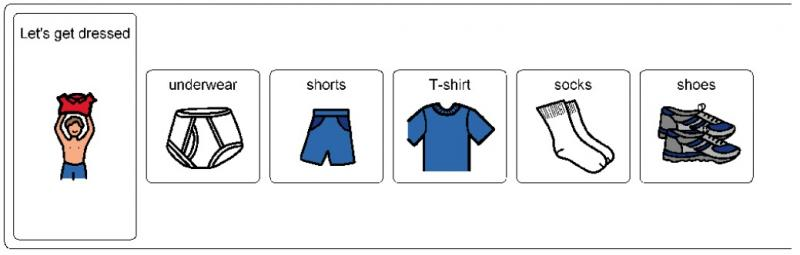 Let's get dressed
underwear
shorts
T-shirt
socks
shoes